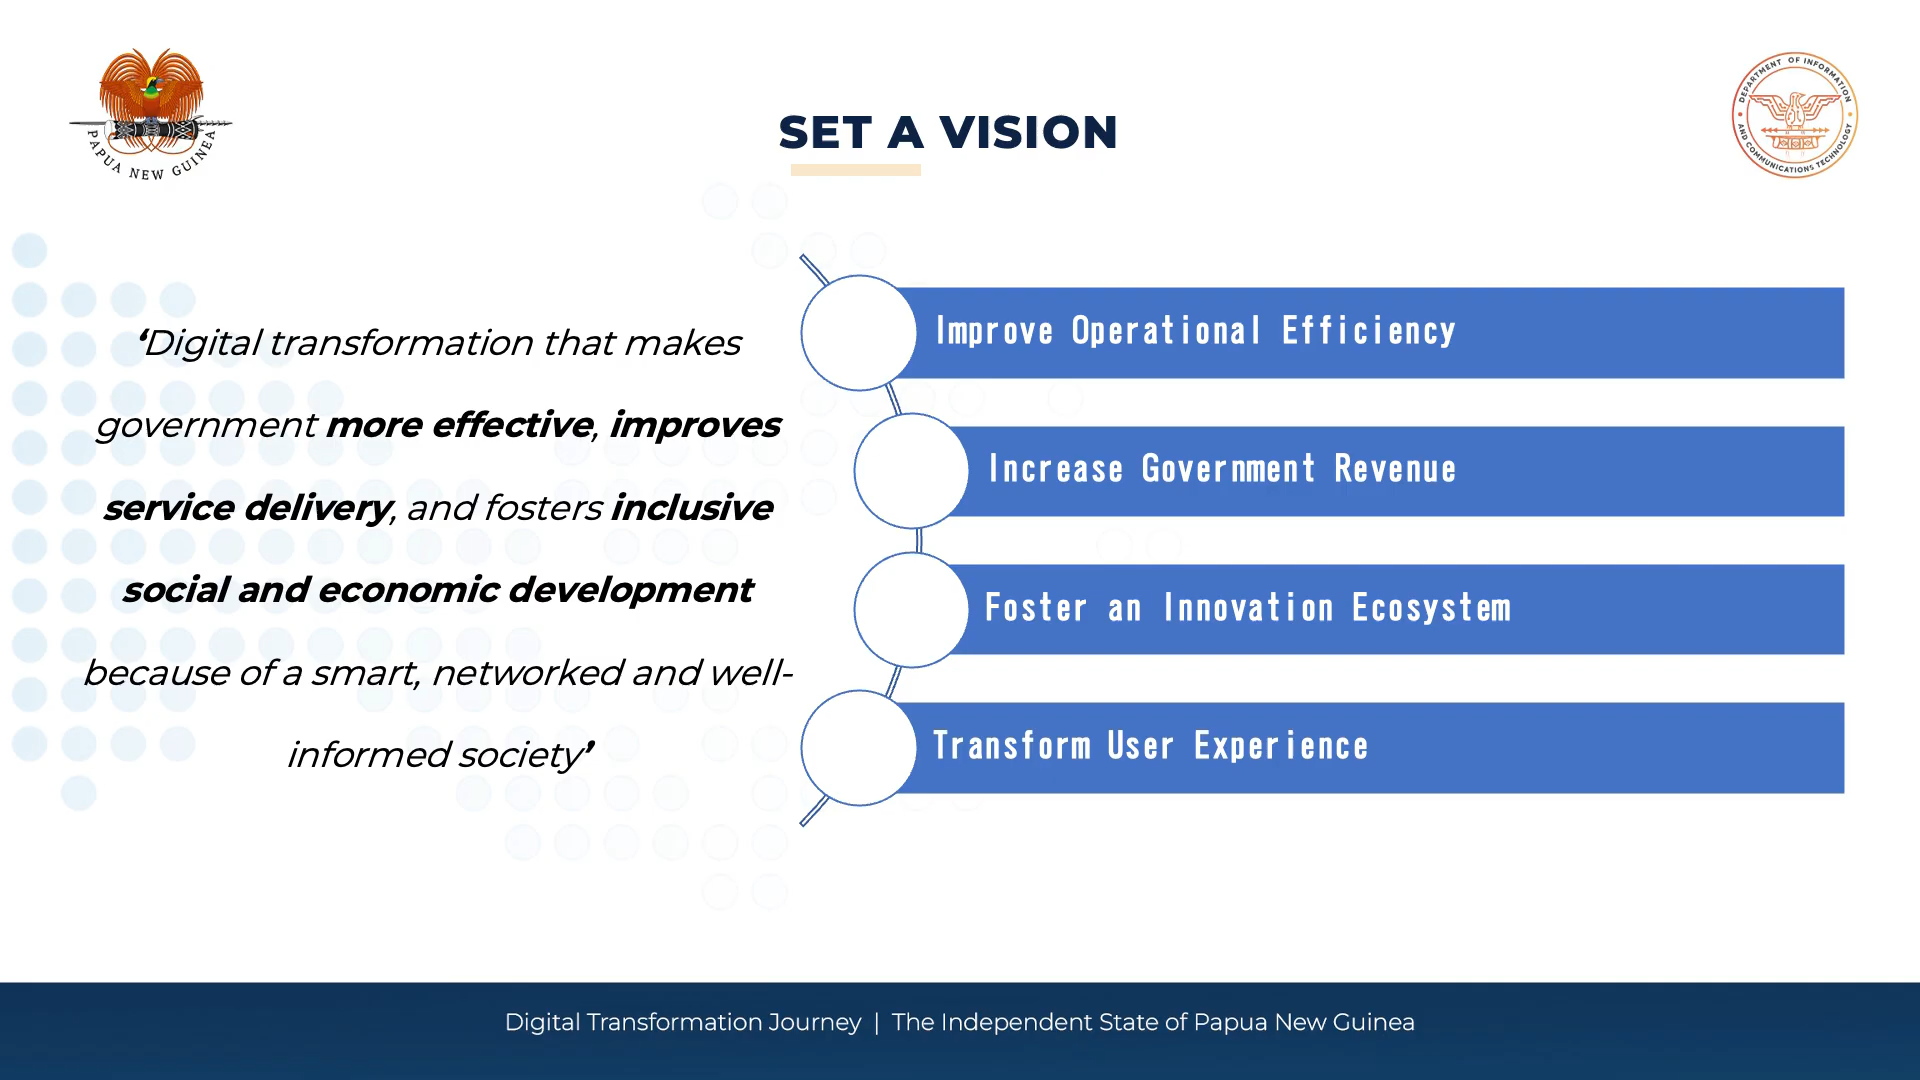 PAPUA NEW GUINEA
DEPARTMENT OF INFORMATION
AND COMMUNICATIONS TECHNOLOGY
SET A VISION
‘Digital transformation that makes
government more effective, improves
service delivery, and fosters inclusive
social and economic development
because of a smart, networked and well-
informed society’
Improve Operational Efficiency
Increase Government Revenue
Foster an Innovation Ecosystem
Transform User Experience
Digital Transformation Journey | The Independent State of Papua New Guinea